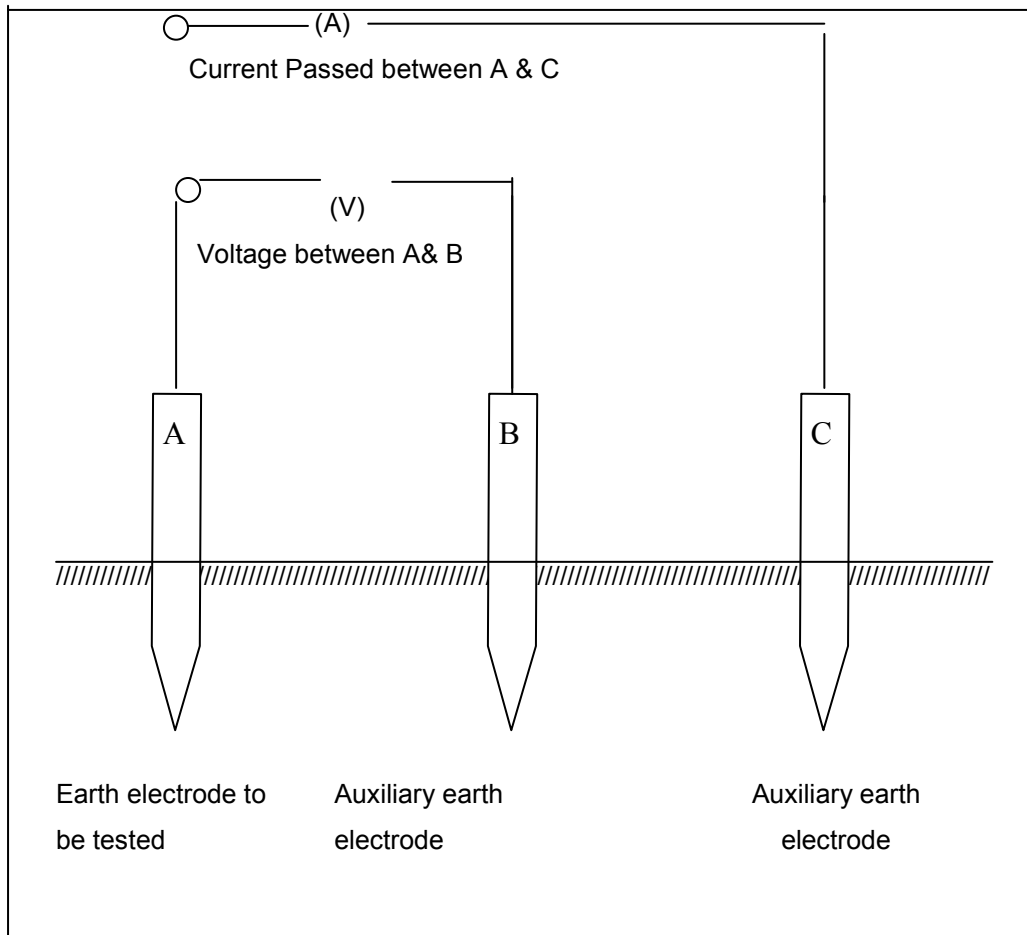 (A)
Current Passed between A & C
(V)
Voltage between A& B
A
B
C
Earth electrode to
be tested
Auxiliary earth
electrode
Auxiliary earth
electrode